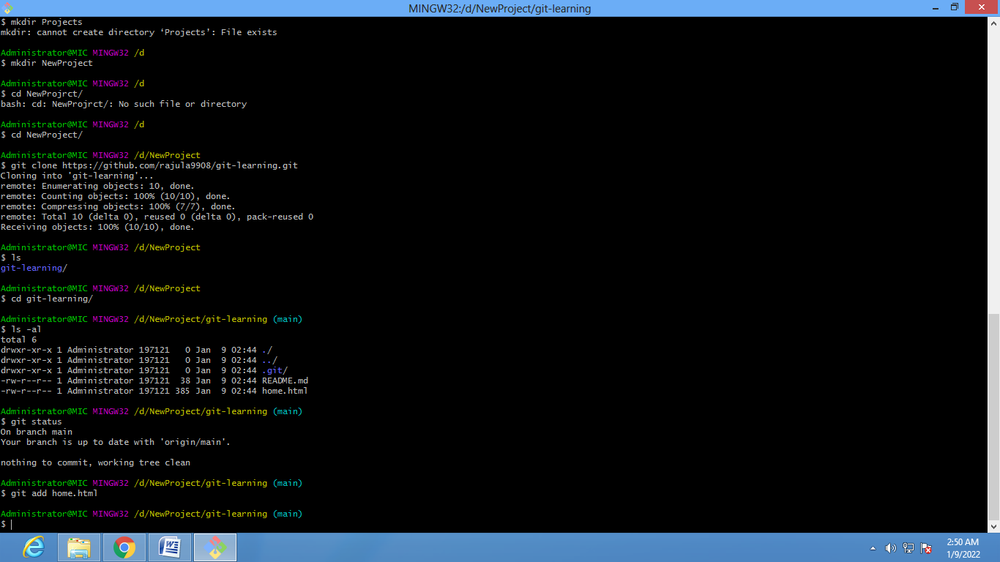 MINGW32:/d/NewProject/git-learning
$ mkdir Projects
mkdir: cannot create directory ‘Projects’: File exists
Administrator@MIC MINGW32 /d
$ mkdir NewProject
Administrator@MIC MINGW32 /d
$ cd NewProjrct/
bash: cd: NewProjrct/: No such file or directory
Administrator@MIC MINGW32 /d
$ cd NewProject/
Administrator@MIC MINGW32 /d/NewProject
$ git clone https://github.com/rajula9908/git-learning.git
Cloning into 'git-learning'...
remote: Enumerating objects: 10, done.
remote: Counting objects: 100% (10/10), done.
remote: Compressing objects: 100% (7/7), done.
remote: Total 10 (delta 0), reused 0 (delta 0), pack-reused 0
Receiving objects: 100% (10/10), done.
Administrator@MIC MINGW32 /d/NewProject
$ ls
git-learning/
Administrator@MIC MINGW32 /d/NewProject
$ cd git-learning/
Administrator@MIC MINGW32 /d/NewProject/git-learning (main)
$ ls -al
total 6
drwxr-xr-x 1 Administrator 197121   0 Jan  9 02:44 ./
drwxr-xr-x 1 Administrator 197121   0 Jan  9 02:44 ../
drwxr-xr-x 1 Administrator 197121   0 Jan  9 02:44 .git/
-rw-r--r-- 1 Administrator 197121  38 Jan  9 02:44 README.md
-rw-r--r-- 1 Administrator 197121 385 Jan  9 02:44 home.html
Administrator@MIC MINGW32 /d/NewProject/git-learning (main)
$ git status
On branch main
Your branch is up to date with 'origin/main'.
nothing to commit, working tree clean
Administrator@MIC MINGW32 /d/NewProject/git-learning (main)
$ git add home.html
Administrator@MIC MINGW32 /d/NewProject/git-learning (main)
$
2:50 AM
1/9/2022